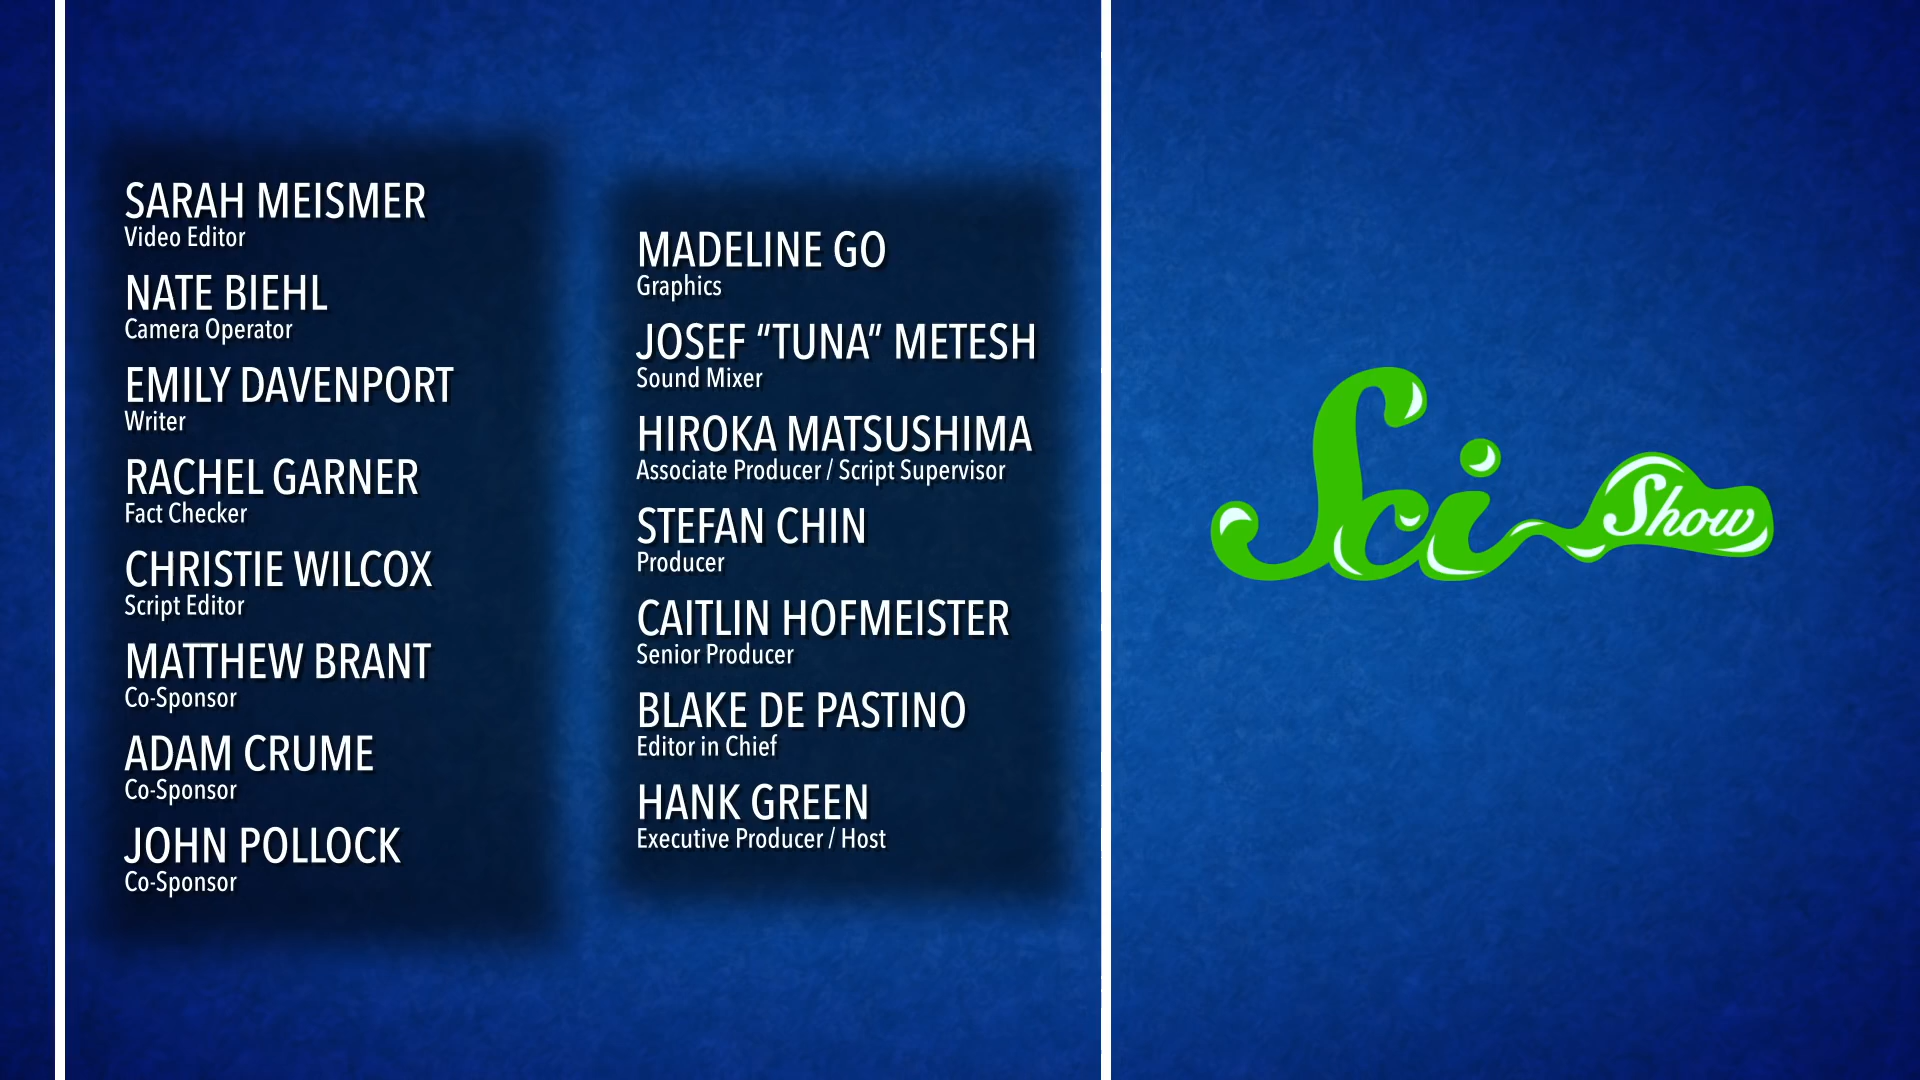 SARAH MEISMER
Video Editor
NATE BIEHL
Camera Operator
EMILY DAVENPORT
Writer
RACHEL GARNER
Fact Checker
CHRISTIE WILCOX
Script Editor
MATTHEW BRANT
Co-Sponsor
ADAM CRUME
Co-Sponsor
JOHN POLLOCK
Co-Sponsor
MADELINE GO
Graphics
JOSEF “TUNA” METESH
Sound Mixer
HIROKA MATSUSHIMA
Associate Producer / Script Supervisor
STEFAN CHIN
Producer
CAITLIN HOFMEISTER
Senior Producer
BLAKE DE PASTINO
Editor in Chief
HANK GREEN
Executive Producer / Host
Sci Show